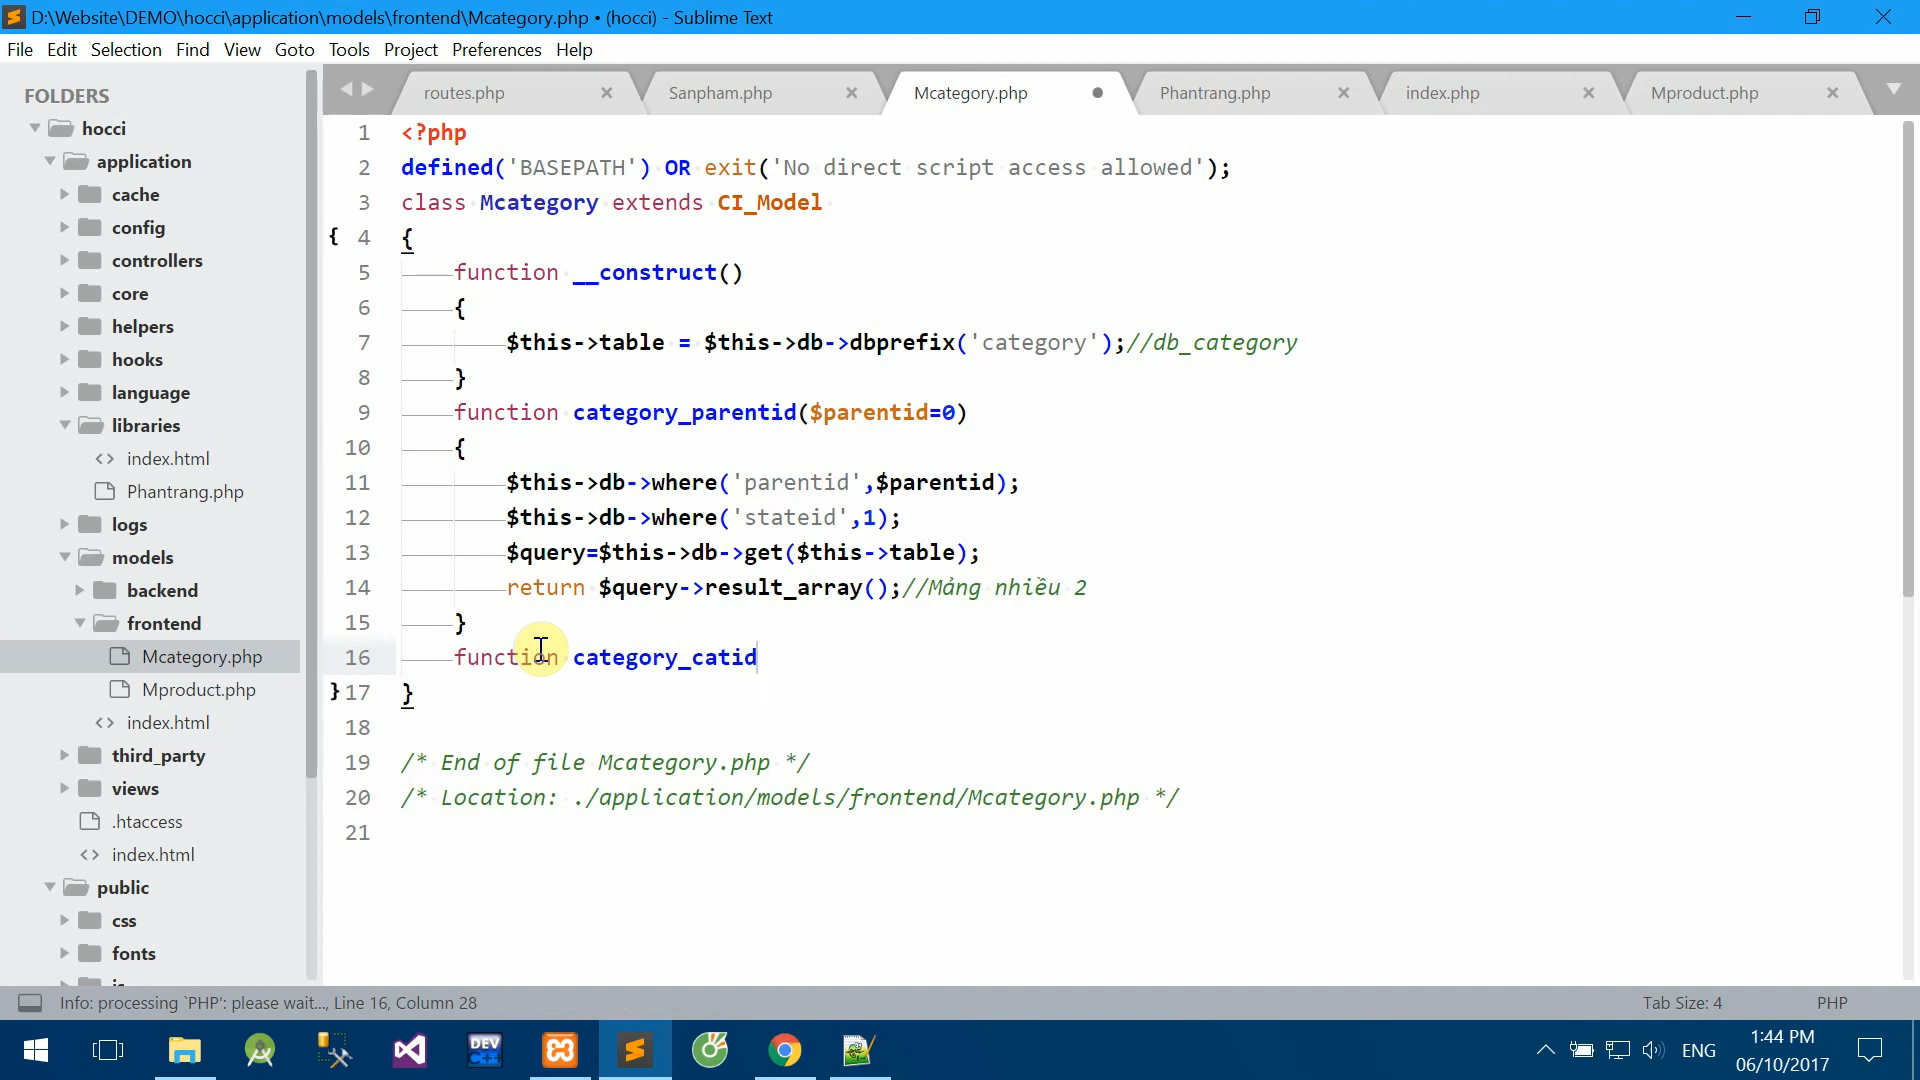 D:\Website\DEMO\hocci\application\models\frontend\Mcategory.php • (hocci) - Sublime Text
File Edit Selection Find View Goto Tools Project Preferences Help
FOLDERS
hocci
application
cache
config
controllers
core
helpers
hooks
language
libraries
<> index.html
Phantrang.php
logs
models
backend
frontend
Mcategory.php
Mproduct.php
<> index.html
third_party
views
.htaccess
<> index.html
public
css
fonts
routes.php Sanpham.php Mcategory.php Phantrang.php index.php Mproduct.php
1 <?php
2 defined('BASEPATH') OR exit('No direct script access allowed');
3 class Mcategory extends CI_Model
{ 4 {
5 function __construct()
6 {
7 $this->table = $this->db->dbprefix('category');//db_category
8 }
9 function category_parentid($parentid=0)
10 {
11 $this->db->where('parentid',$parentid);
12 $this->db->where('stateid',1);
13 $query=$this->db->get($this->table);
14 return $query->result_array();//Mảng nhiều 2
15 }
16 function category_catid
} 17 }
18
19 /* End of file Mcategory.php */
20 /* Location: ./application/models/frontend/Mcategory.php */
21
Info: processing `PHP': please wait..., Line 16, Column 28 Tab Size: 4 PHP
DEV C++
ENG
1:44 PM
06/10/2017